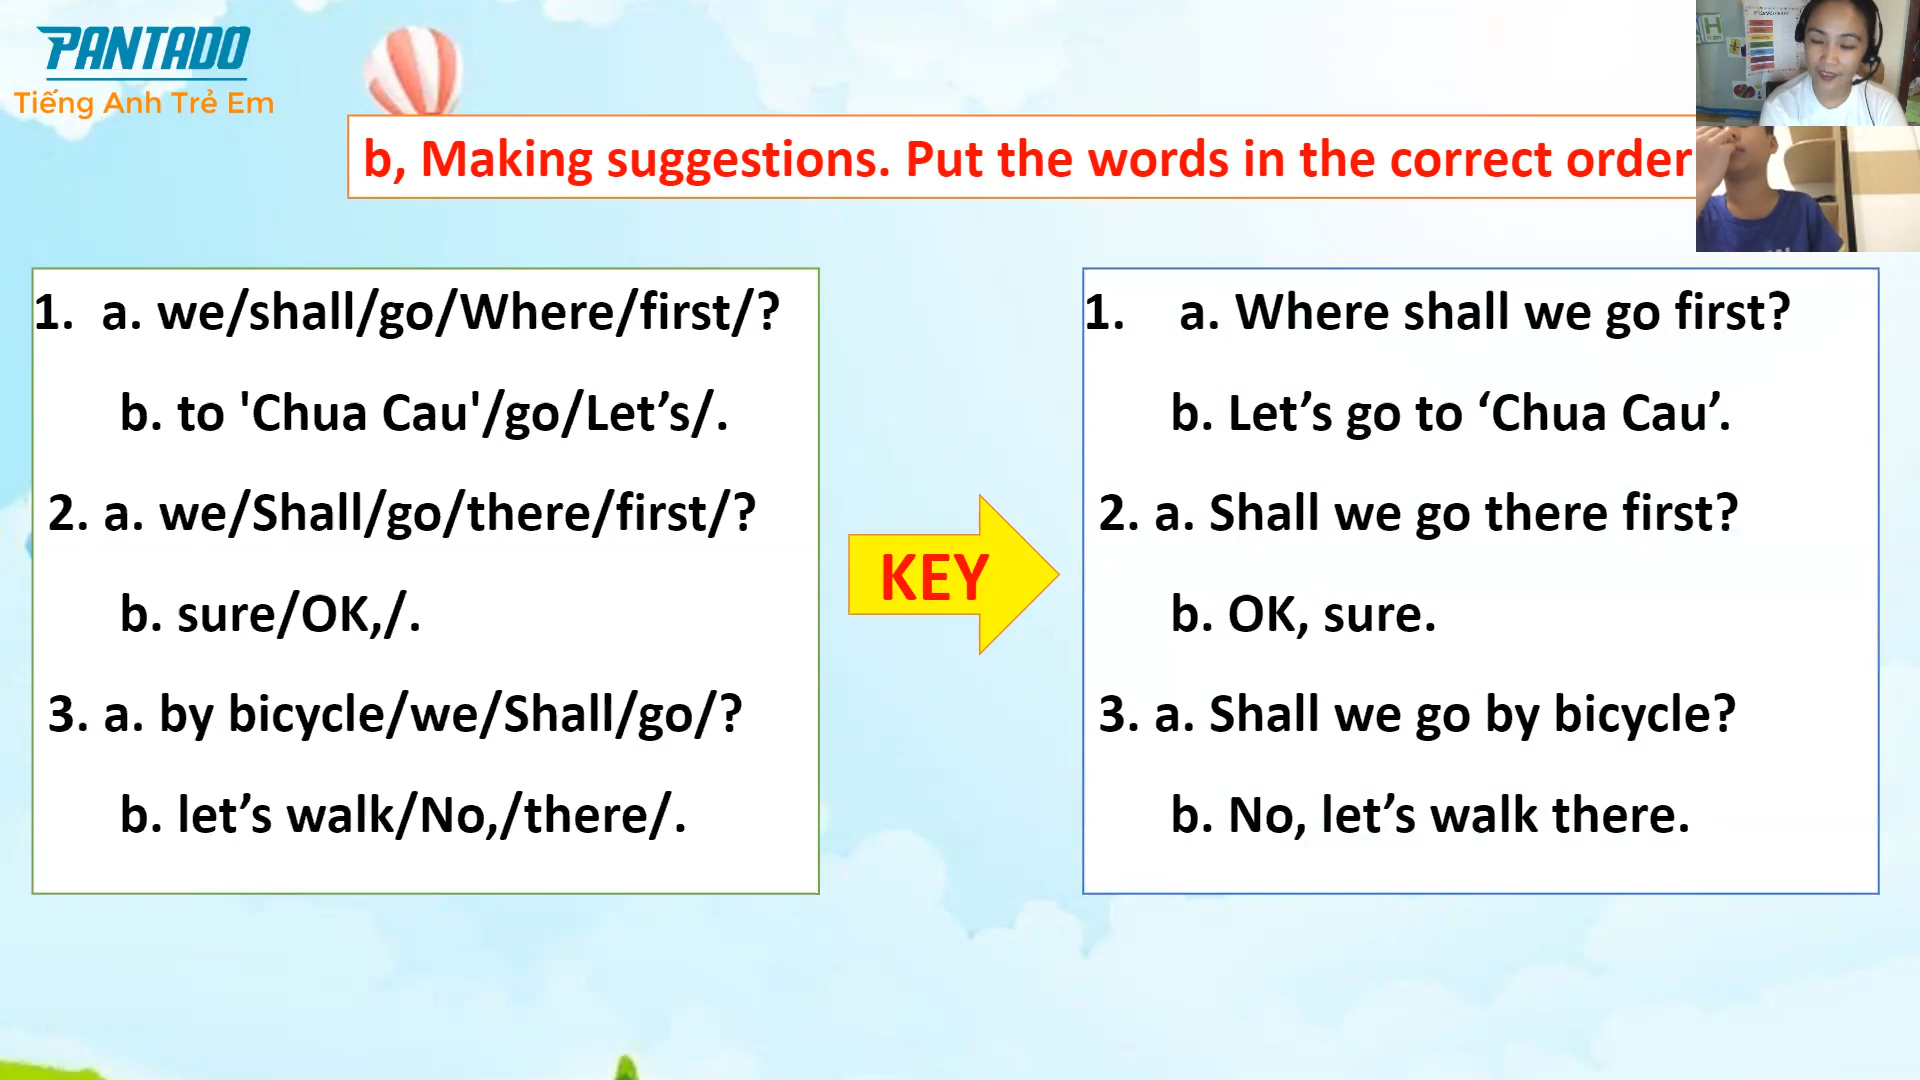 PANTADO
Tiếng Anh Trẻ Em
b, Making suggestions. Put the words in the correct order
1. a. we/shall/go/Where/first/?
b. to 'Chua Cau'/go/Let’s/.
2. a. we/Shall/go/there/first/?
b. sure/OK,/.
3. a. by bicycle/we/Shall/go/?
b. let’s walk/No,/there/.
KEY
1. a. Where shall we go first?
b. Let’s go to ‘Chua Cau’.
2. a. Shall we go there first?
b. OK, sure.
3. a. Shall we go by bicycle?
b. No, let’s walk there.
H